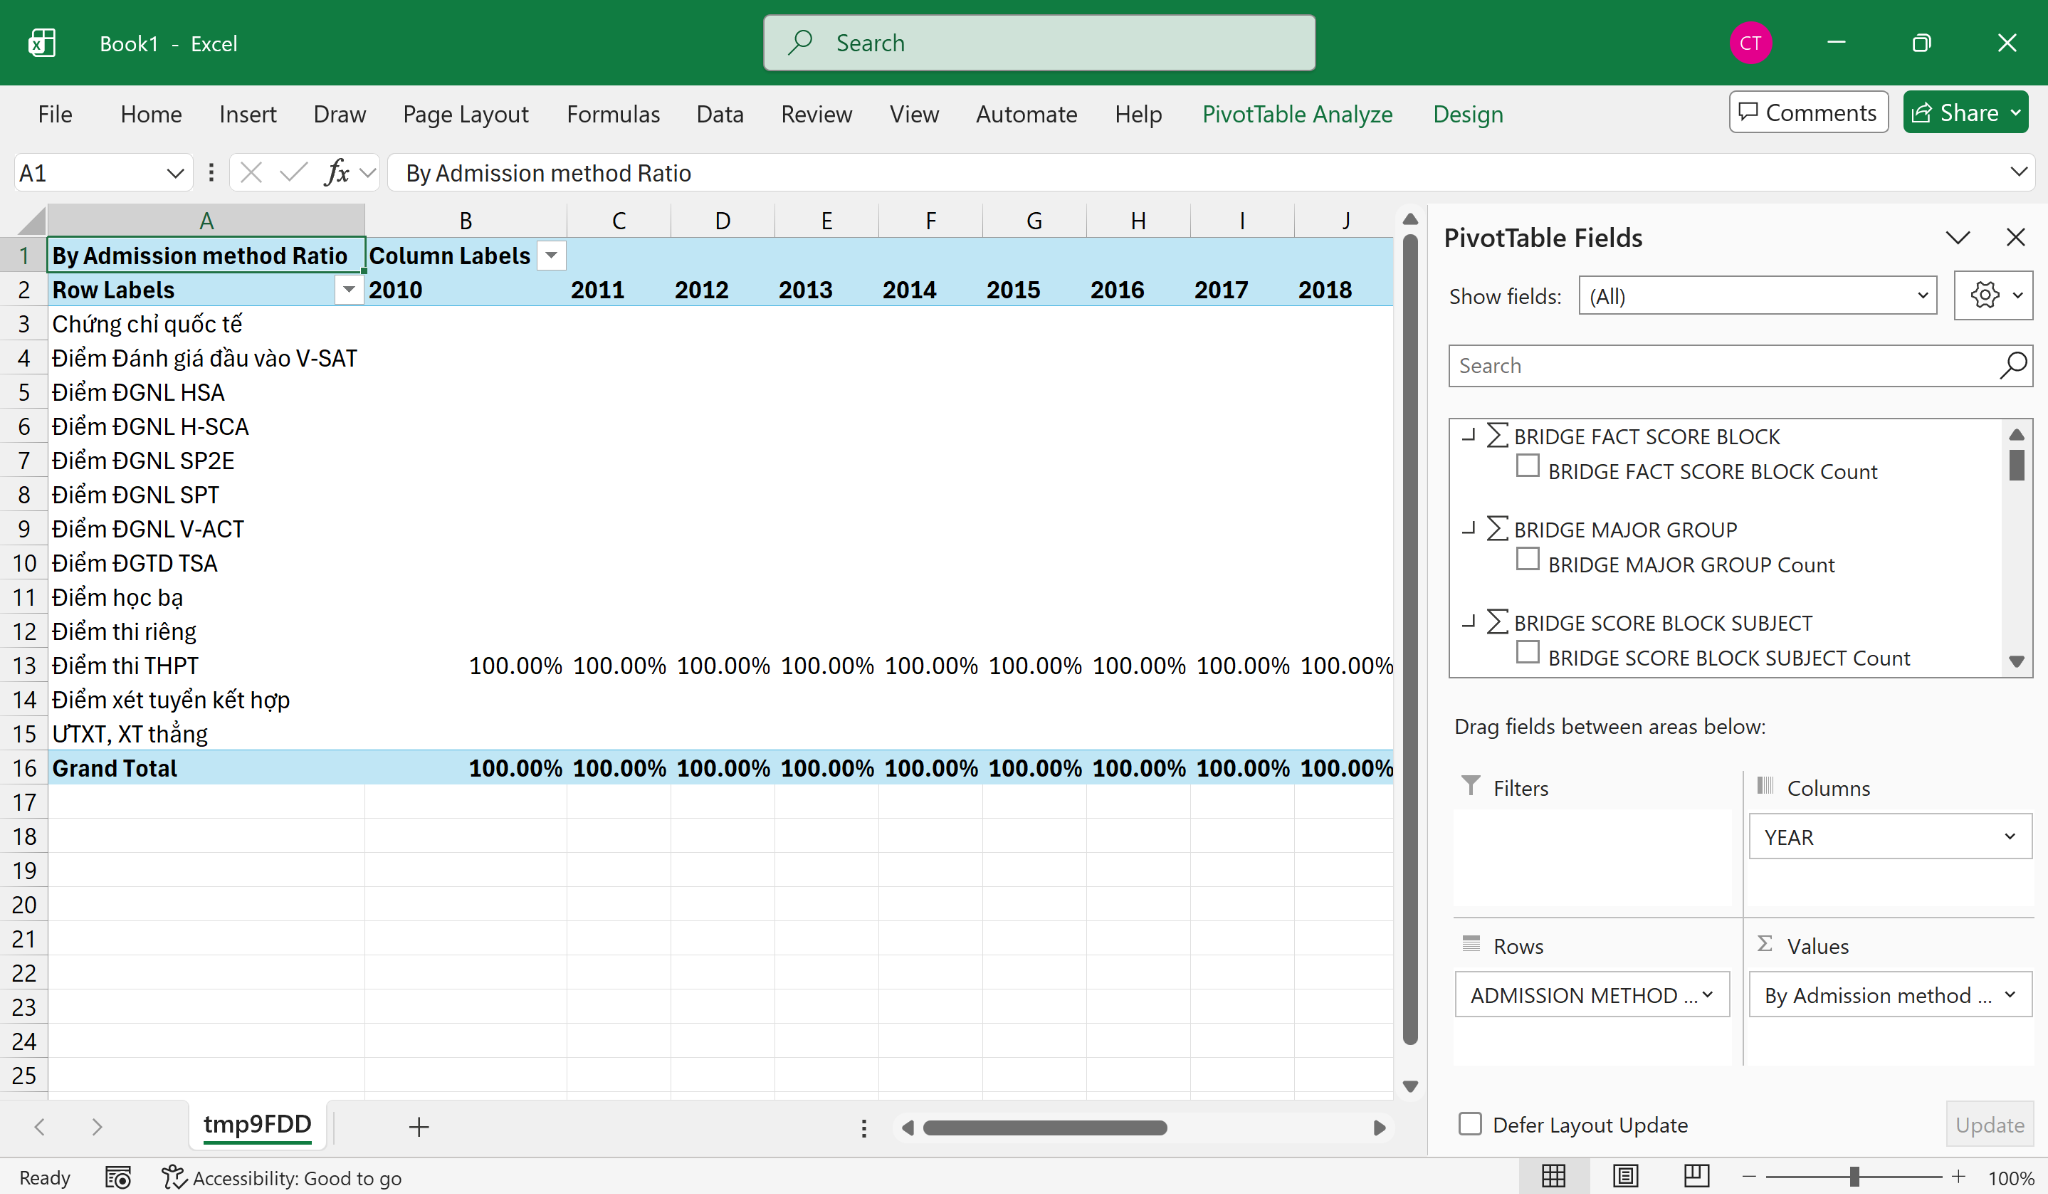 Book1 - Excel
Search
CT
File Home Insert Draw Page Layout Formulas Data Review View Automate Help PivotTable Analyze Design
Comments
Share
A1
fx
By Admission method Ratio
A B C D E F G H I J
1 By Admission method Ratio Column Labels
2 Row Labels 2010 2011 2012 2013 2014 2015 2016 2017 2018
3 Chứng chỉ quốc tế
4 Điểm Đánh giá đầu vào V-SAT
5 Điểm ĐGNL HSA
6 Điểm ĐGNL H-SCA
7 Điểm ĐGNL SP2E
8 Điểm ĐGNL SPT
9 Điểm ĐGNL V-ACT
10 Điểm ĐGTD TSA
11 Điểm học bạ
12 Điểm thi riêng
13 Điểm thi THPT 100.00% 100.00% 100.00% 100.00% 100.00% 100.00% 100.00% 100.00% 100.00%
14 Điểm xét tuyển kết hợp
15 ƯTXT, XT thẳng
16 Grand Total 100.00% 100.00% 100.00% 100.00% 100.00% 100.00% 100.00% 100.00% 100.00%
17
18
19
20
21
22
23
24
25
PivotTable Fields
Show fields: (All)
Search
Σ BRIDGE FACT SCORE BLOCK
BRIDGE FACT SCORE BLOCK Count
Σ BRIDGE MAJOR GROUP
BRIDGE MAJOR GROUP Count
Σ BRIDGE SCORE BLOCK SUBJECT
BRIDGE SCORE BLOCK SUBJECT Count
Drag fields between areas below:
Filters
Columns
YEAR
Rows
Σ Values
ADMISSION METHOD ...
By Admission method ...
Defer Layout Update
Update
tmp9FDD
Ready
Accessibility: Good to go
100%